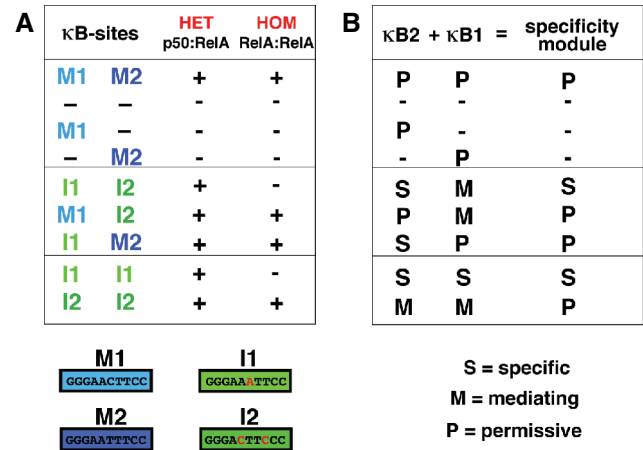 A
κB-sites HET HOM
p50:RelA RelA:RelA
M1 M2 + +
– – - -
M1 – - -
– M2 - -
I1 I2 + -
M1 I2 + +
I1 M2 + +
I1 I1 + -
I2 I2 + +
M1 I1
GGGAACTTCC GGGAAATTCC
M2 I2
GGGAATTTCC GGGACTTCCC
B
κB2 + κB1 = specificity
module
P P P
- - -
P - -
- P -
S M S
P M P
S P P
S S S
M M P
S = specific
M = mediating
P = permissive